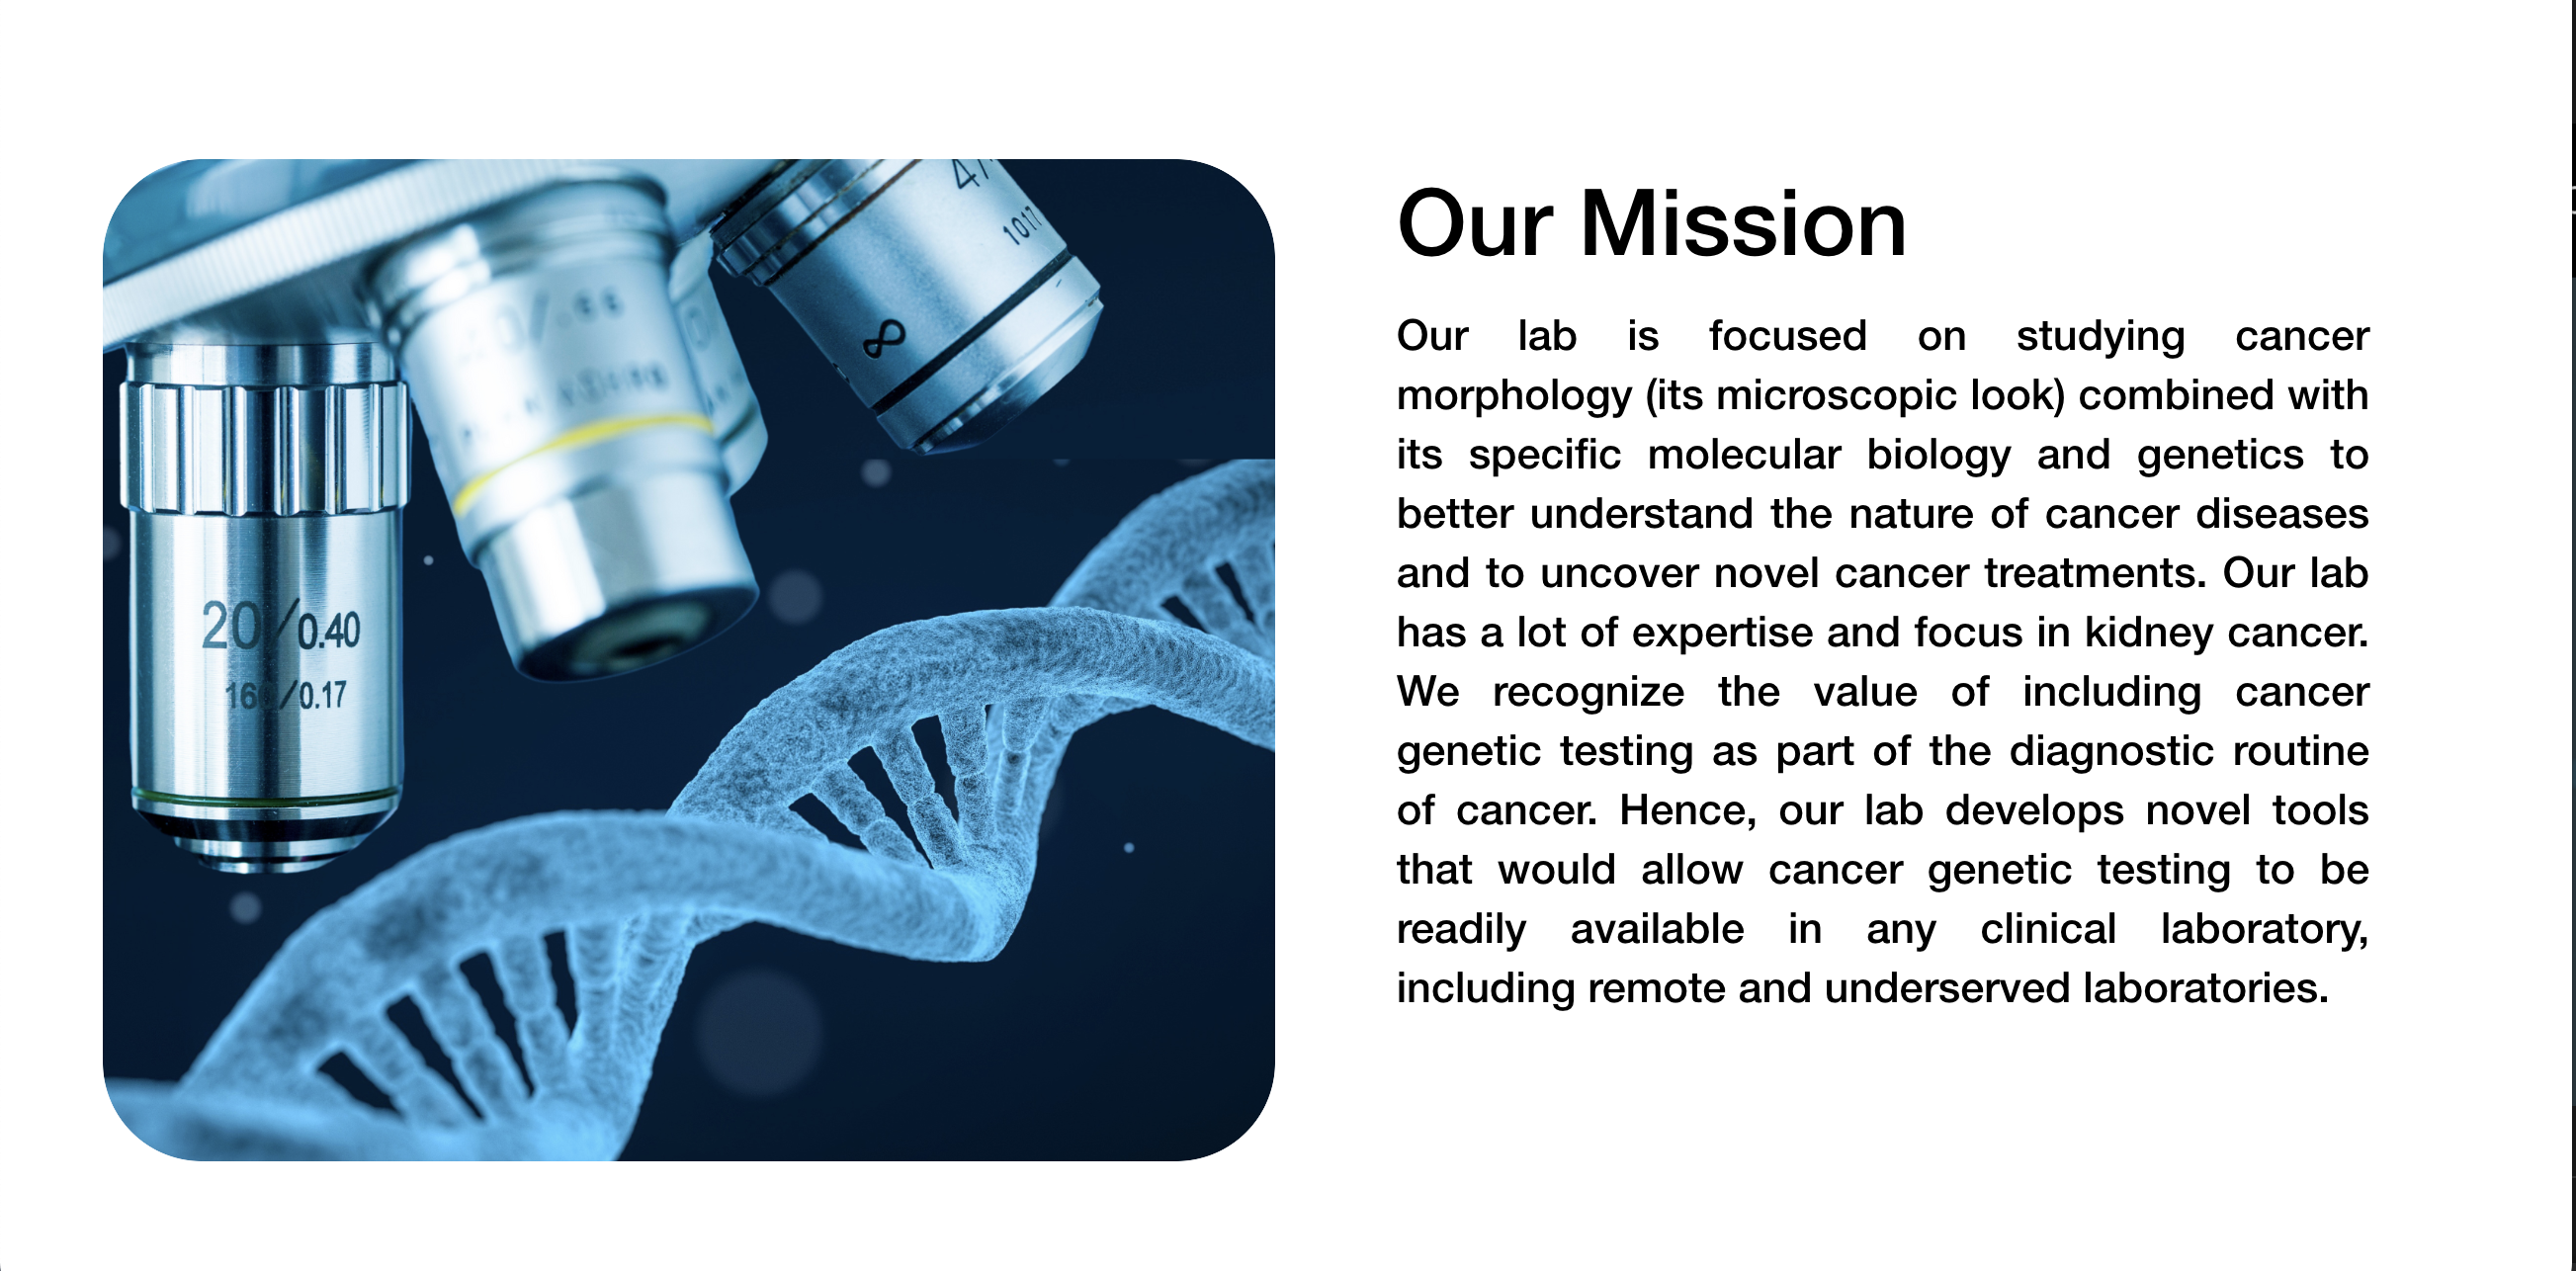 20/0.40
/0.17
∞
1017
Our Mission
Our lab is focused on studying cancer
morphology (its microscopic look) combined with
its specific molecular biology and genetics to
better understand the nature of cancer diseases
and to uncover novel cancer treatments. Our lab
has a lot of expertise and focus in kidney cancer.
We recognize the value of including cancer
genetic testing as part of the diagnostic routine
of cancer. Hence, our lab develops novel tools
that would allow cancer genetic testing to be
readily available in any clinical laboratory,
including remote and underserved laboratories.